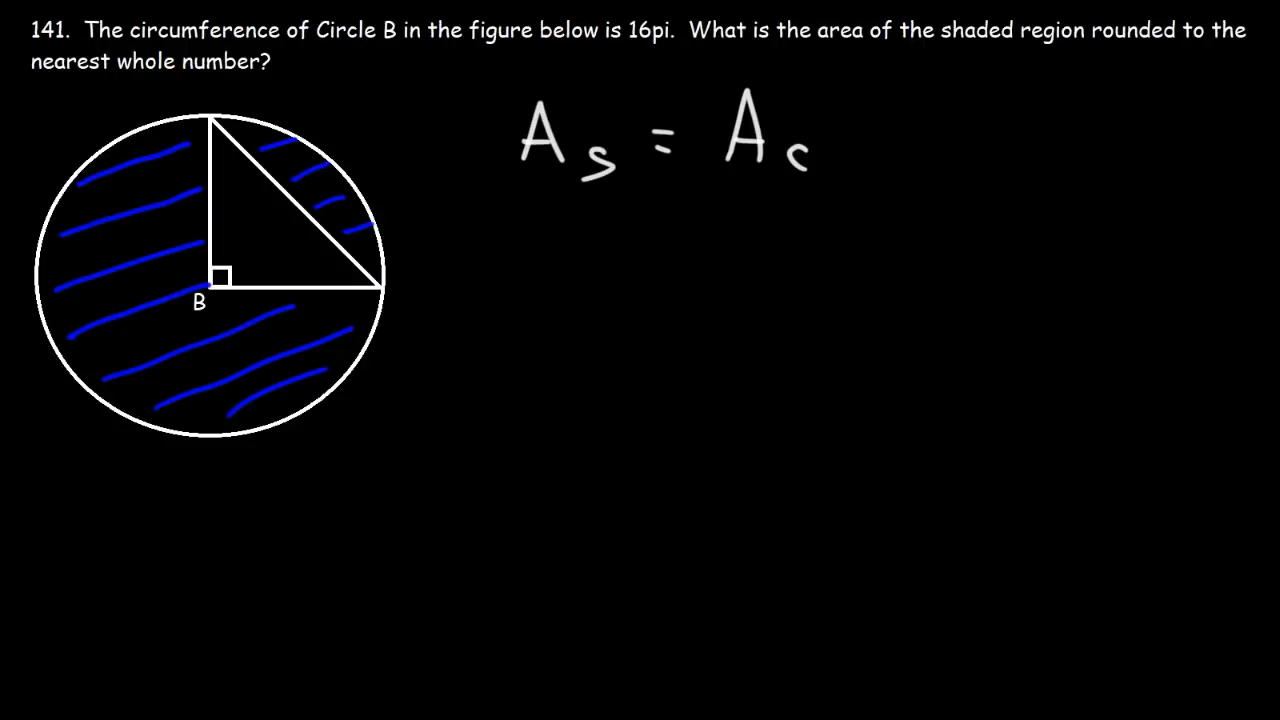 141.  The circumference of Circle B in the figure below is 16pi.  What is the area of the shaded region rounded to the
nearest whole number?
A_s = A_c
B